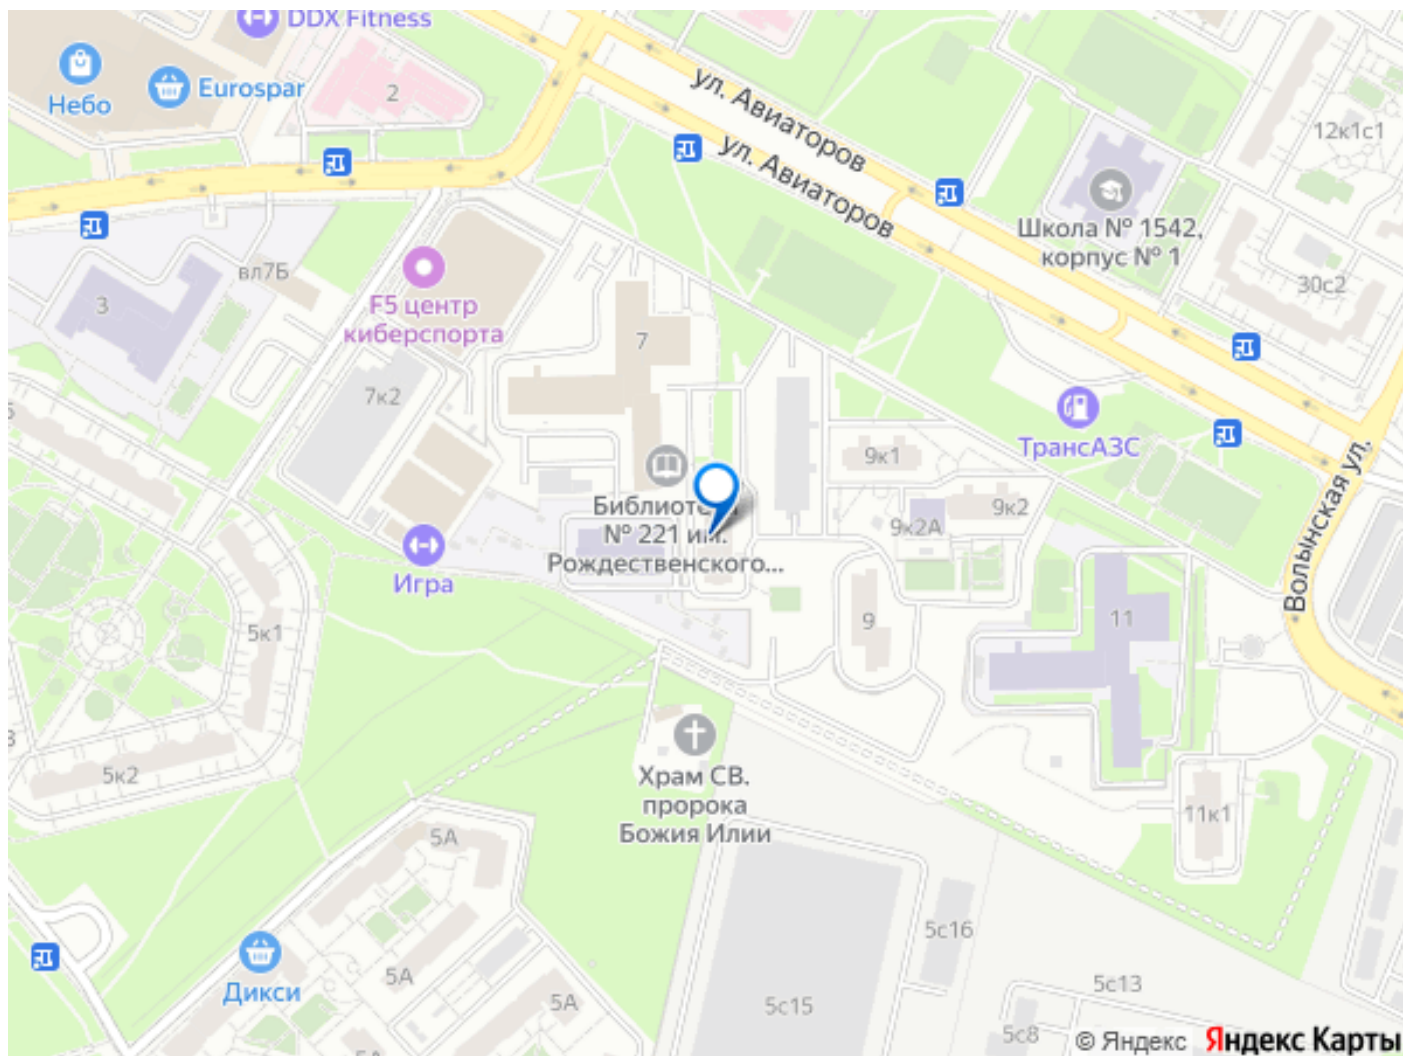 DDX Fitness
Небо
Eurospar
2
ул. Авиаторов
ул. Авиаторов
12к1с1
Школа № 1542,
корпус № 1
30с2
вл7Б
3
F5 центр
киберспорта
7
7к2
ТрансАЗС
9к1
9к2
9к2А
Библиоте
№ 221 им.
Рождественского...
Игра
Волынская ул.
5к1
9
11
5к2
Храм СВ.
пророка
Божия Илии
11к1
5А
5А
5А
5А
Дикси
5с16
5с15
5с13
5с8
© Яндекс Яндекс Карты